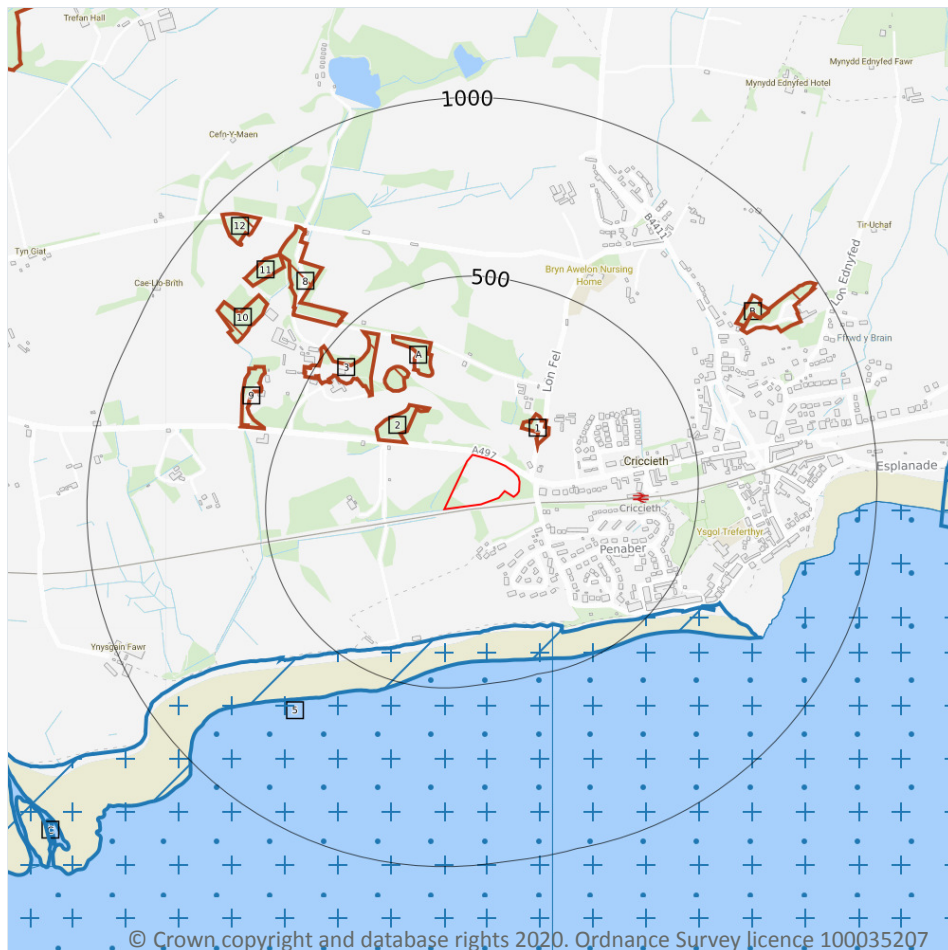 Trefan Hall
1000
Mynydd Ednyfed Fawr
Mynydd Ednyfed Hotel
Cefn-Y-Maen
12
B4411
Tir-Uchaf
Tyn Giat
11
8
Bryn Awelon Nursing
Home
500
Cae-Llo-Brith
Lon Ednyfed
10
B
Ffrwd y Brain
A
3
Lon Fel
9
2
1
A497
Criccieth
Esplanade
Criccieth
Ysgol Treferthyr
Penaber
Ynysgain Fawr
5
© Crown copyright and database rights 2020. Ordnance Survey licence 100035207